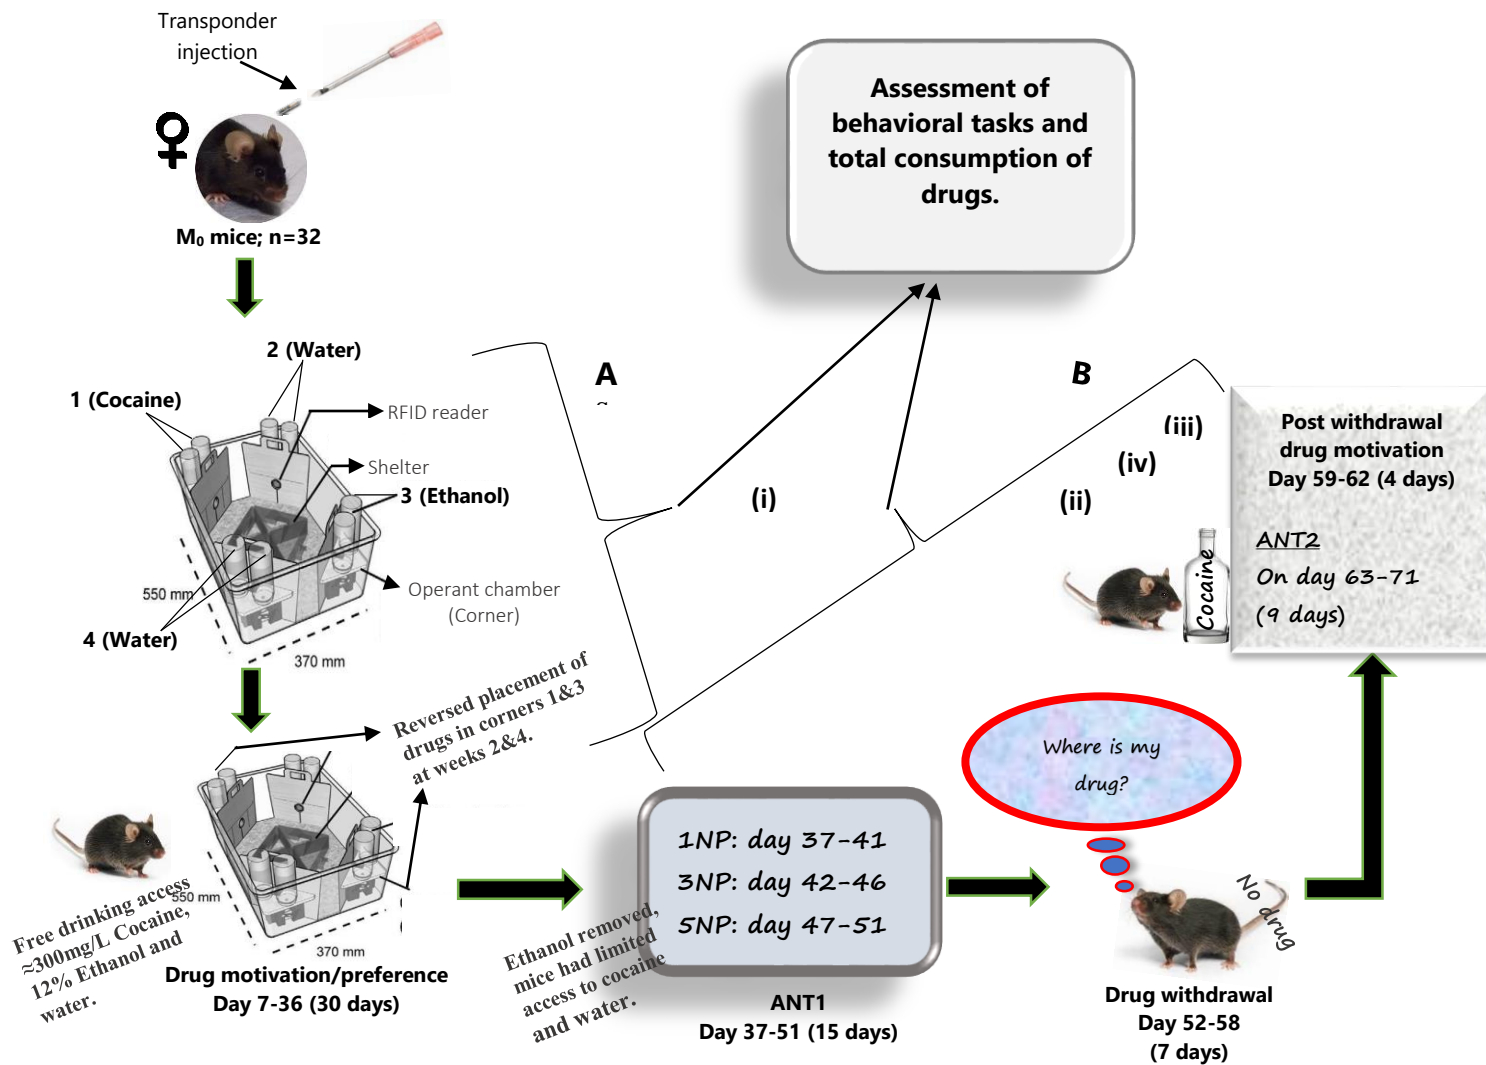 Transponder
injection
M₀ mice; n=32
Assessment of
behavioral tasks and
total consumption of
drugs.
2 (Water)
1 (Cocaine)
RFID reader
Shelter
3 (Ethanol)
Operant chamber
(Corner)
550 mm
4 (Water)
370 mm
A
B
(i)
(ii)
(iii)
(iv)
Post withdrawal
drug motivation
Day 59-62 (4 days)
ANT2
On day 63-71
(9 days)
Cocaine
Reversed placement of
drugs in corners 1&3
at weeks 2&4.
550 mm
370 mm
Free drinking access
≈300mg/L Cocaine,
12% Ethanol and
water.
Drug motivation/preference
Day 7-36 (30 days)
1NP: day 37-41
3NP: day 42-46
5NP: day 47-51
Ethanol removed,
mice had limited
access to cocaine
and water.
ANT1
Day 37-51 (15 days)
Where is my
drug?
No drug
Drug withdrawal
Day 52-58
(7 days)